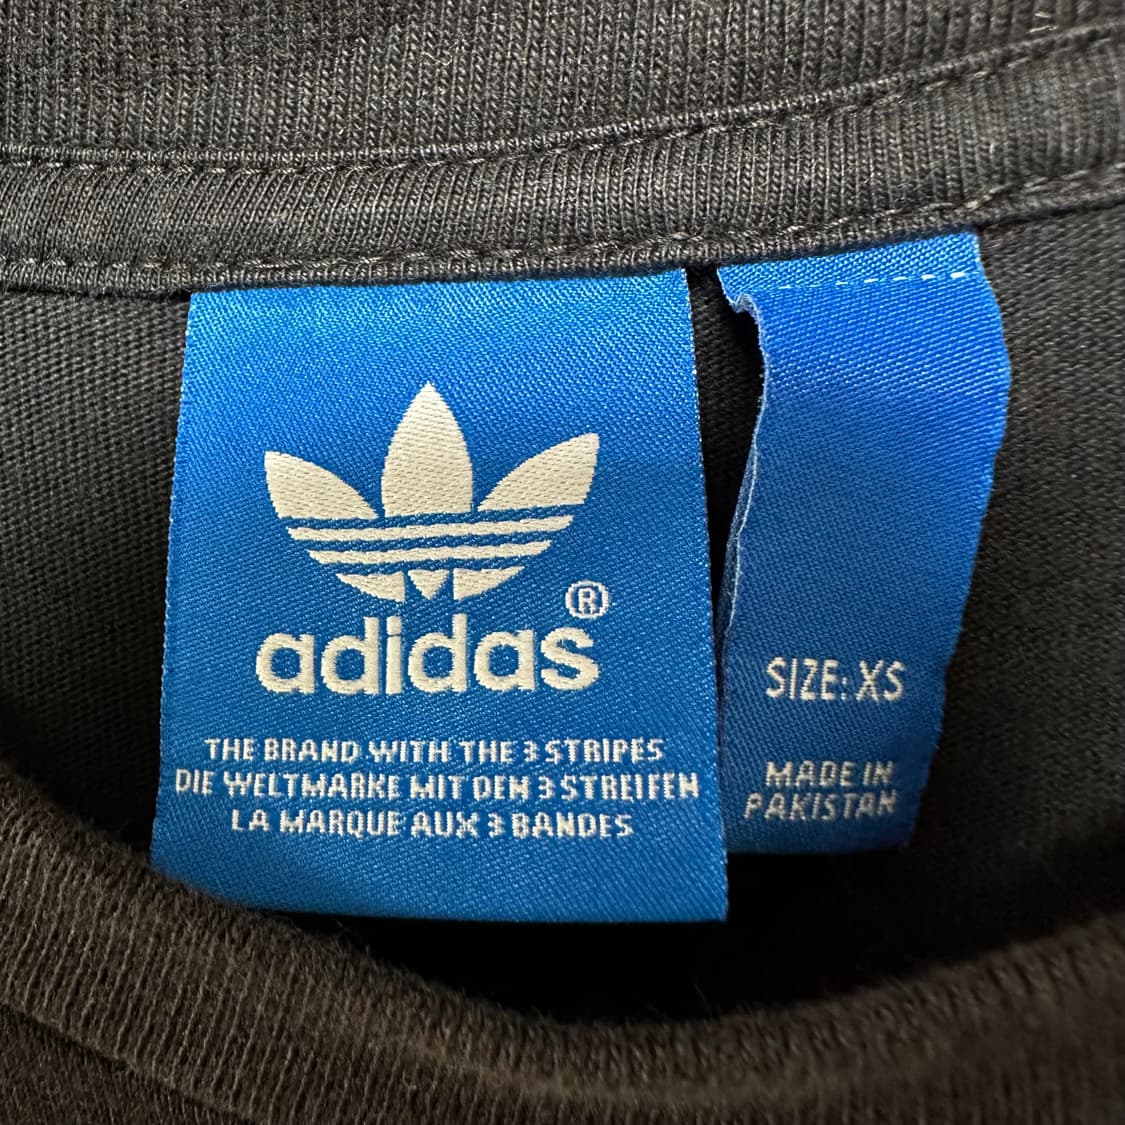 adidas®
THE BRAND WITH THE 3 STRIPES
DIE WELTMARKE MIT DEN 3 STREIFEN
LA MARQUE AUX 3 BANDES
SIZE: XS
MADE IN
PAKISTAN